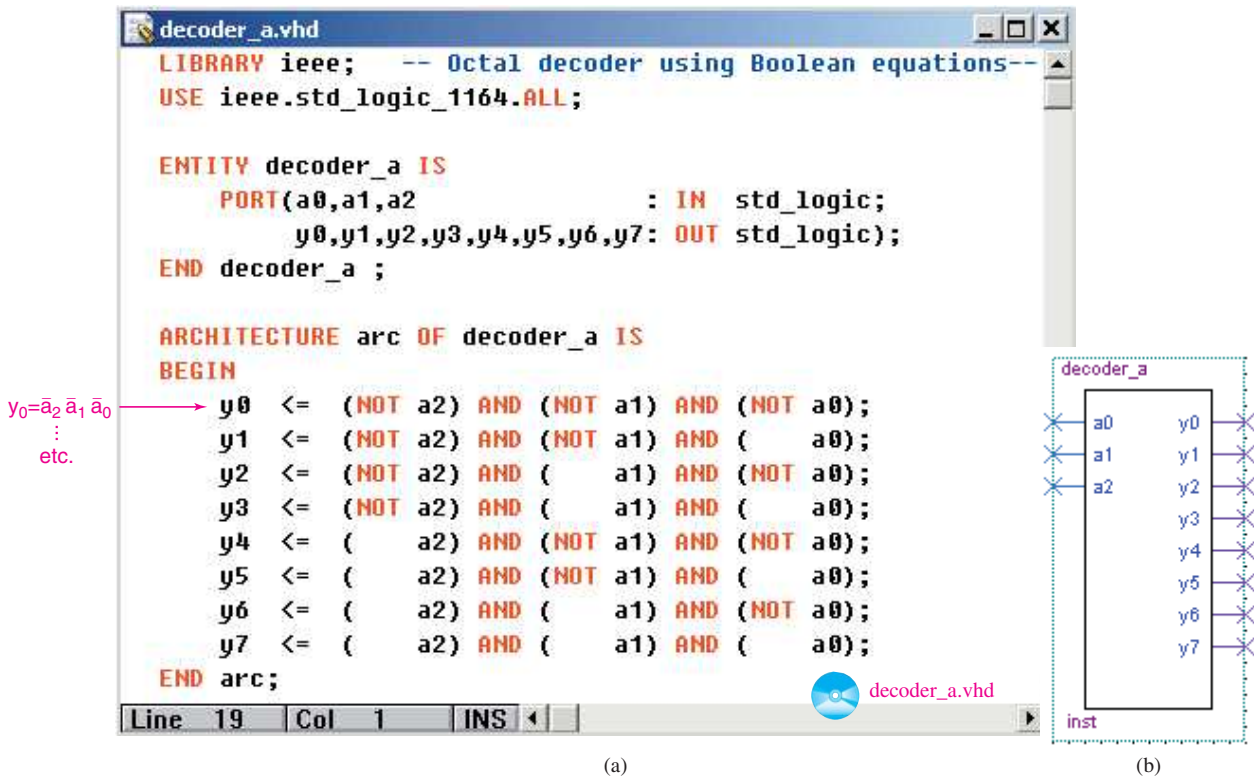 decoder_a.vhd
LIBRARY ieee;   -- Octal decoder using Boolean equations--
USE ieee.std_logic_1164.ALL;
ENTITY decoder_a IS
PORT(a0,a1,a2               : IN  std_logic;
y0,y1,y2,y3,y4,y5,y6,y7: OUT std_logic);
END decoder_a ;
ARCHITECTURE arc OF decoder_a IS
BEGIN
y0  <=  (NOT a2) AND (NOT a1) AND (NOT a0);
y1  <=  (NOT a2) AND (NOT a1) AND (    a0);
y2  <=  (NOT a2) AND (    a1) AND (NOT a0);
y3  <=  (NOT a2) AND (    a1) AND (    a0);
y4  <=  (    a2) AND (NOT a1) AND (NOT a0);
y5  <=  (    a2) AND (NOT a1) AND (    a0);
y6  <=  (    a2) AND (    a1) AND (NOT a0);
y7  <=  (    a2) AND (    a1) AND (    a0);
END arc;
y₀=a̅₂ a̅₁ a̅₀
⋮
etc.
decoder_a.vhd
Line 19 Col 1 INS
(a)
decoder_a
a0 y0
a1 y1
a2 y2
y3
y4
y5
y6
y7
inst
(b)